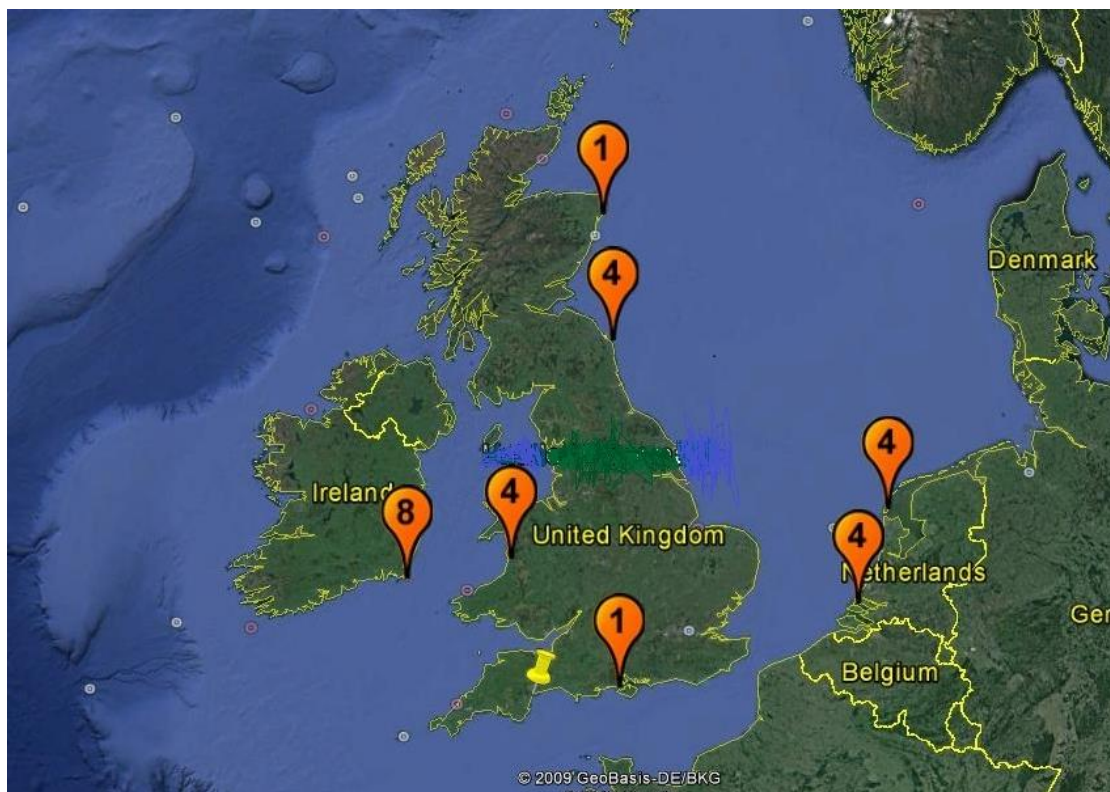 1
4
Denmark
4
Ireland
8
4
United Kingdom
4
Netherlands
1
Ger
Belgium
© 2009 GeoBasis-DE/BKG